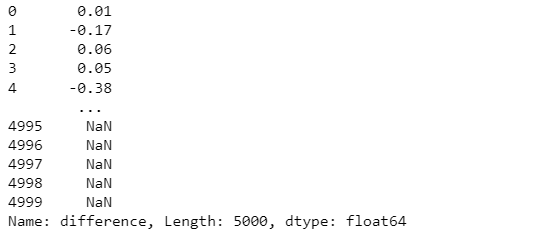 0       0.01
1      -0.17
2       0.06
3       0.05
4      -0.38
        ...
4995     NaN
4996     NaN
4997     NaN
4998     NaN
4999     NaN
Name: difference, Length: 5000, dtype: float64